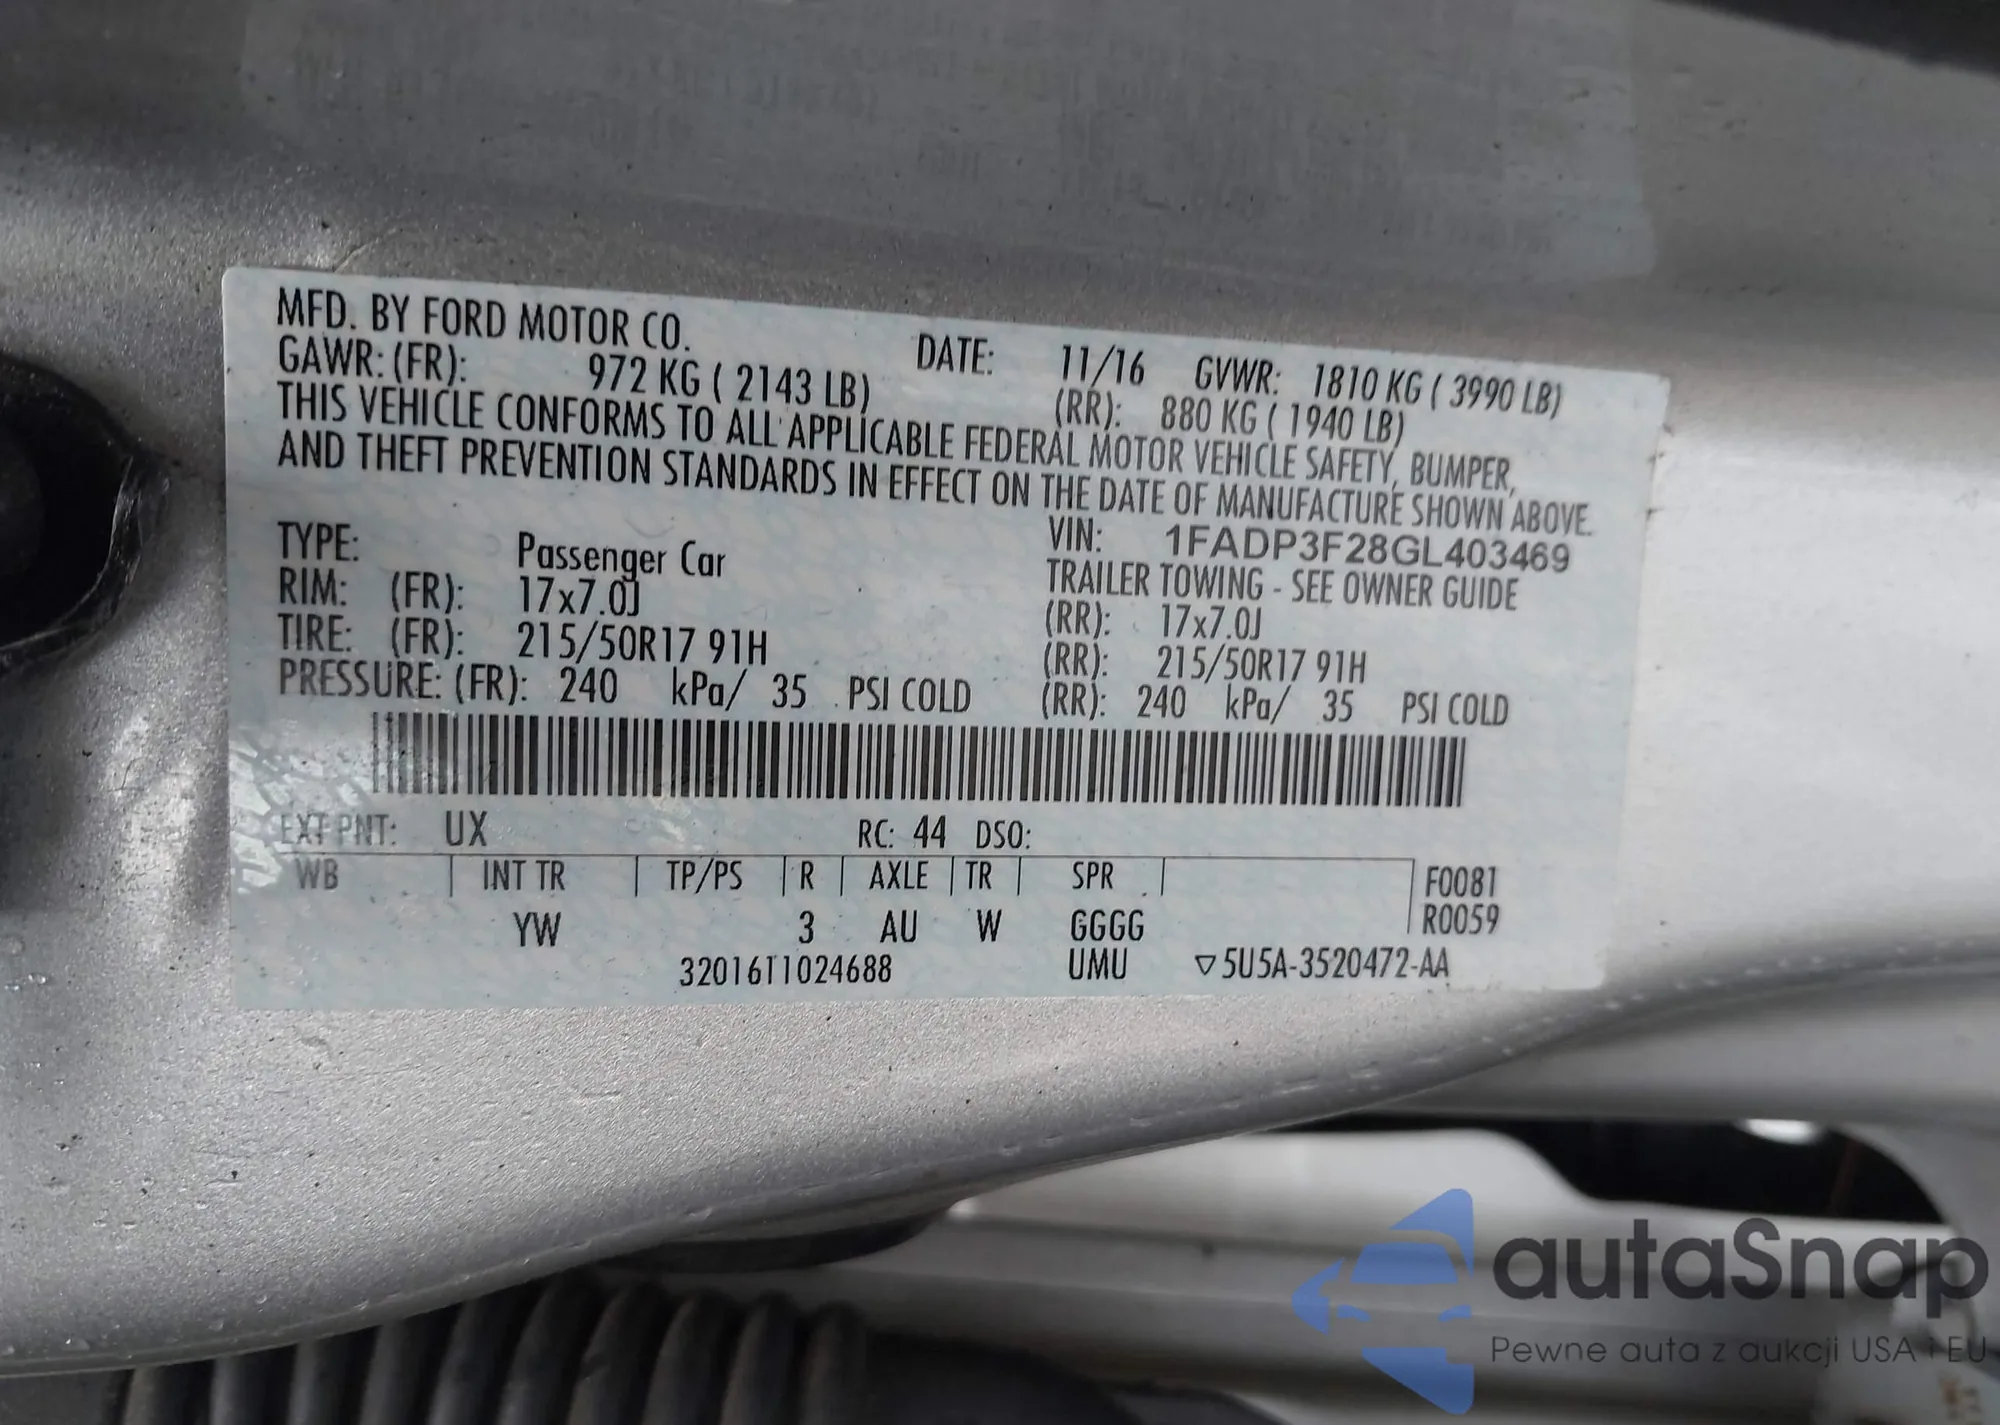 MFD. BY FORD MOTOR CO.
DATE: 11/16 GVWR: 1810 KG ( 3990 LB)
GAWR: (FR): 972 KG ( 2143 LB) (RR): 880 KG ( 1940 LB)
THIS VEHICLE CONFORMS TO ALL APPLICABLE FEDERAL MOTOR VEHICLE SAFETY, BUMPER,
AND THEFT PREVENTION STANDARDS IN EFFECT ON THE DATE OF MANUFACTURE SHOWN ABOVE.
VIN: 1FADP3F28GL403469
TYPE: Passenger Car TRAILER TOWING - SEE OWNER GUIDE
RIM: (FR): 17x7.0J (RR): 17x7.0J
TIRE: (FR): 215/50R17 91H (RR): 215/50R17 91H
PRESSURE: (FR): 240 kPa/ 35 PSI COLD (RR): 240 kPa/ 35 PSI COLD
EXT PNT: UX RC: 44 DSO:
WB INT TR TP/PS R AXLE TR SPR F0081
YW 3 AU W GGGG R0059
3201611024688 UMU ▽5U5A-3520472-AA
autaSnap
Pewne auta z aukcji USA i EU